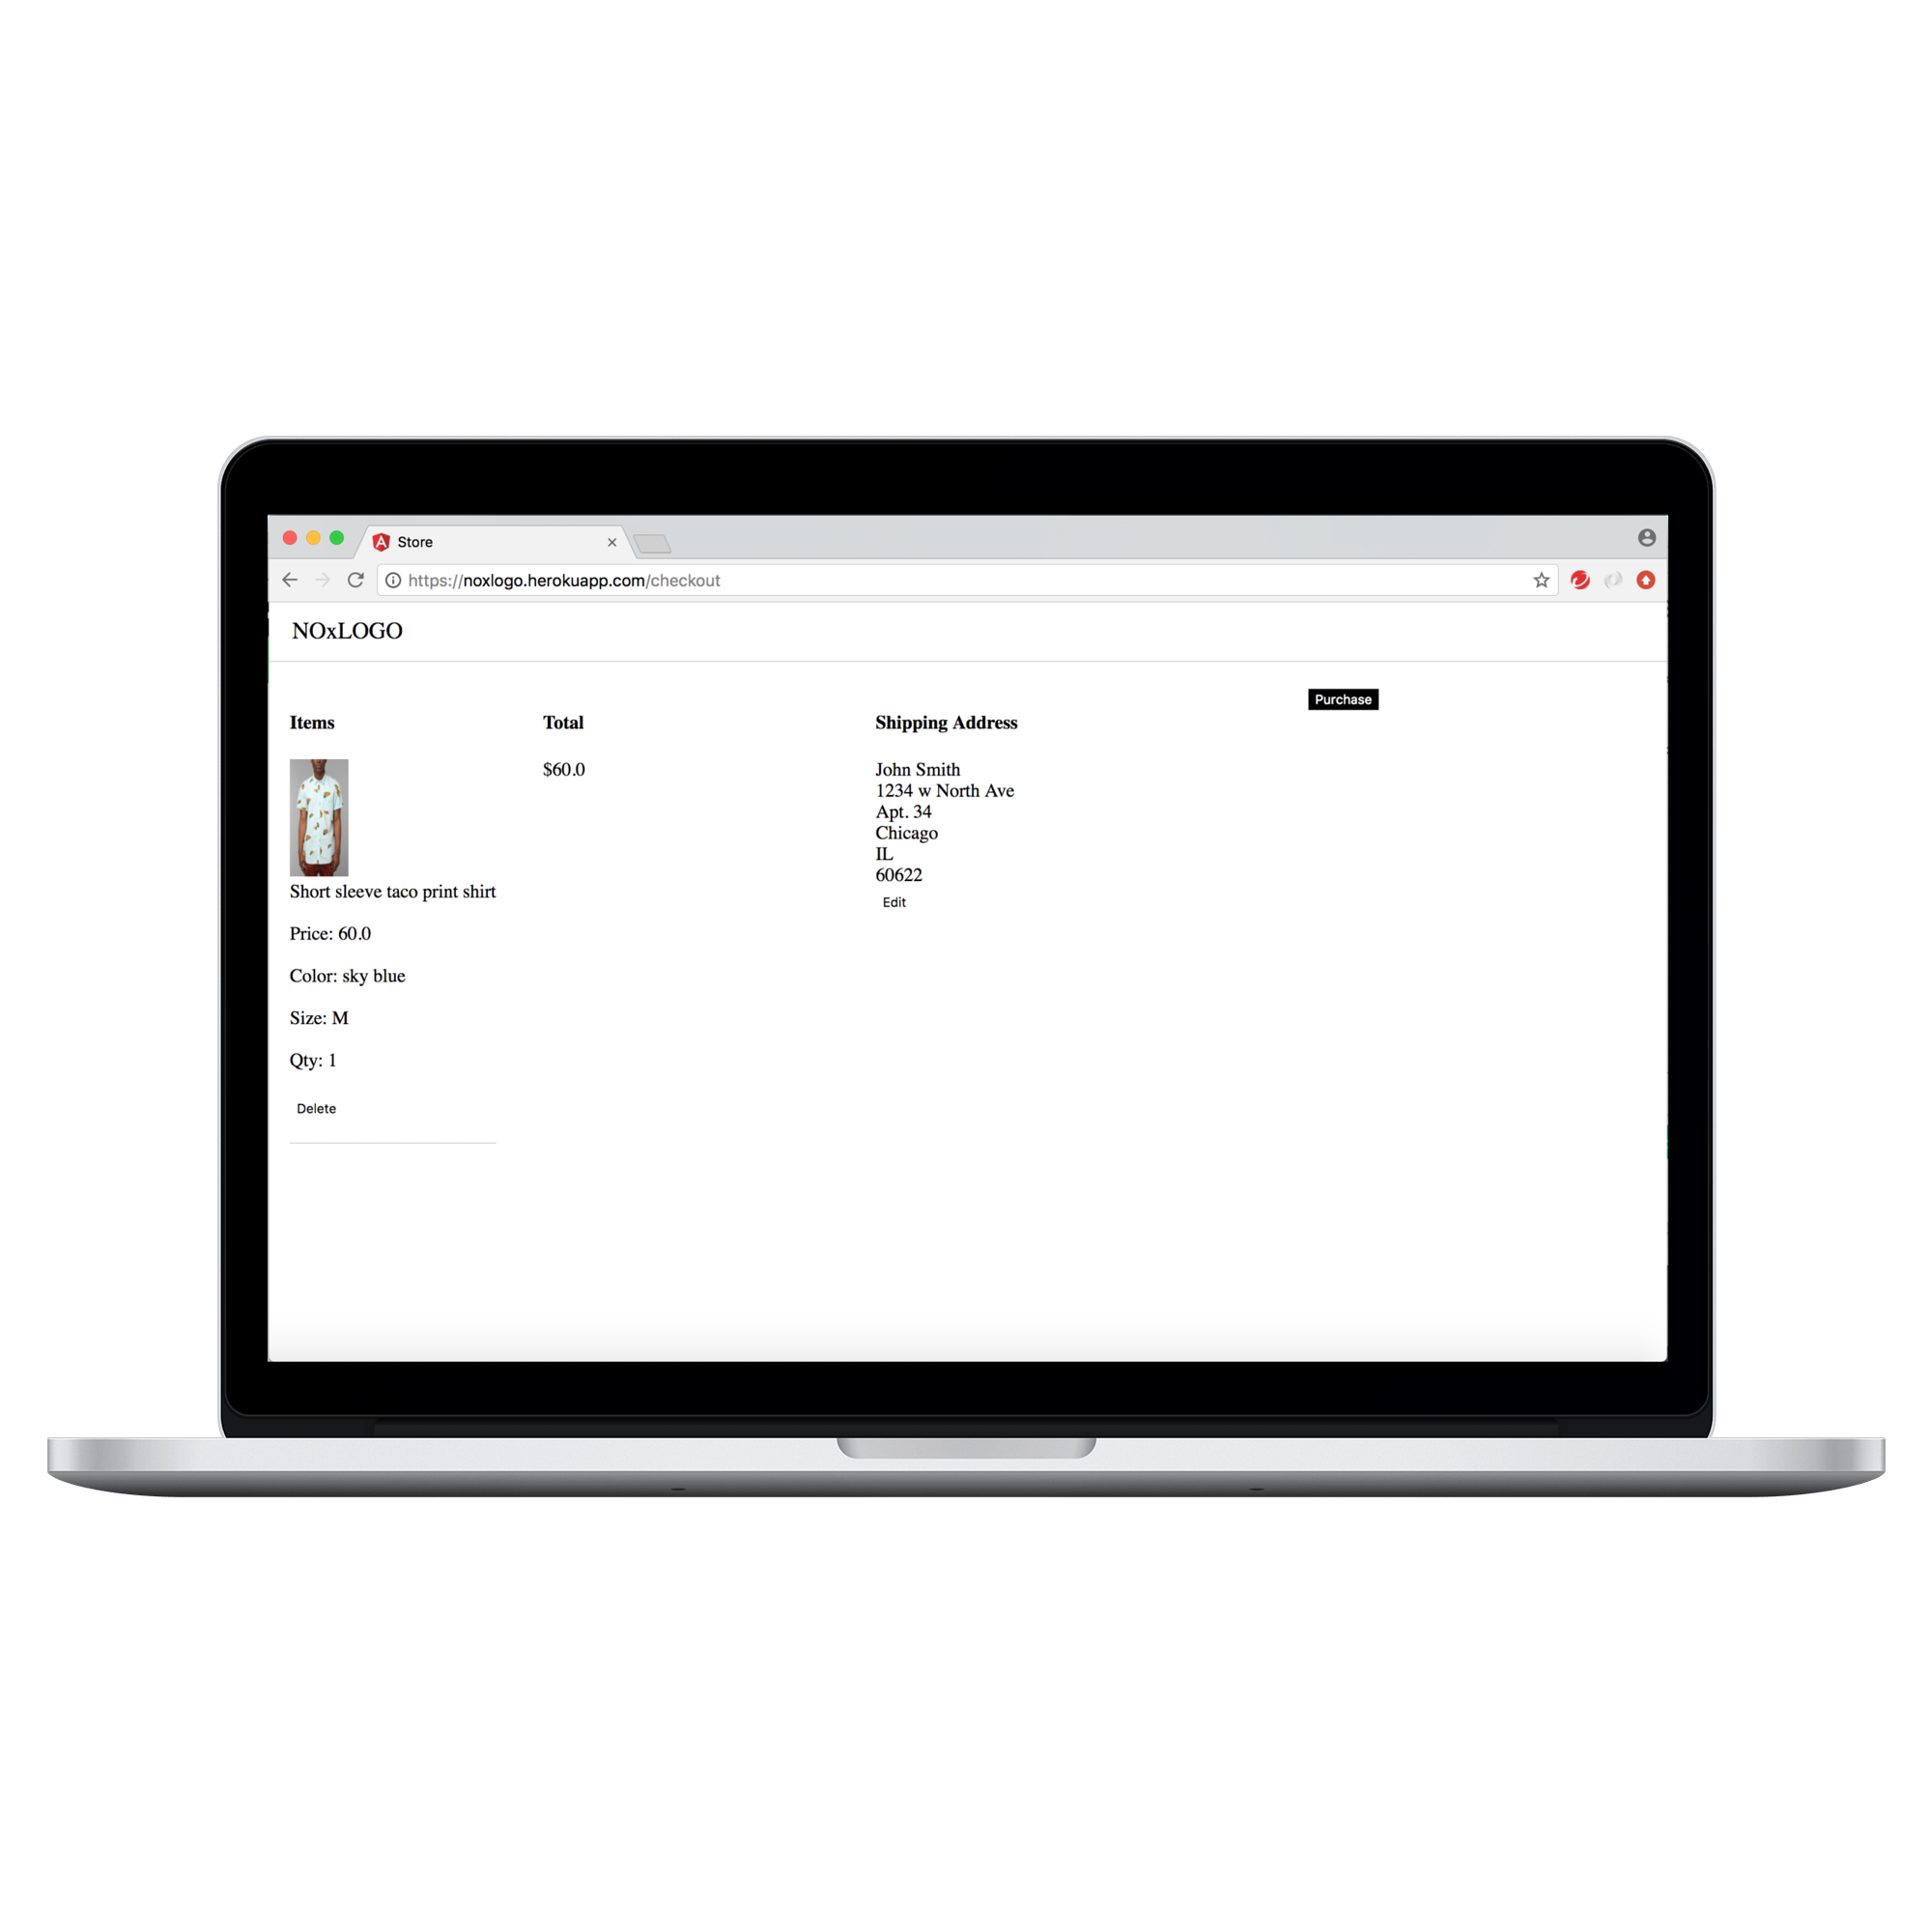 Store
https://noxlogo.herokuapp.com/checkout
NOxLOGO
Purchase
Items
Total
Shipping Address
$60.0
John Smith
1234 w North Ave
Apt. 34
Chicago
IL
60622
Edit
Short sleeve taco print shirt
Price: 60.0
Color: sky blue
Size: M
Qty: 1
Delete